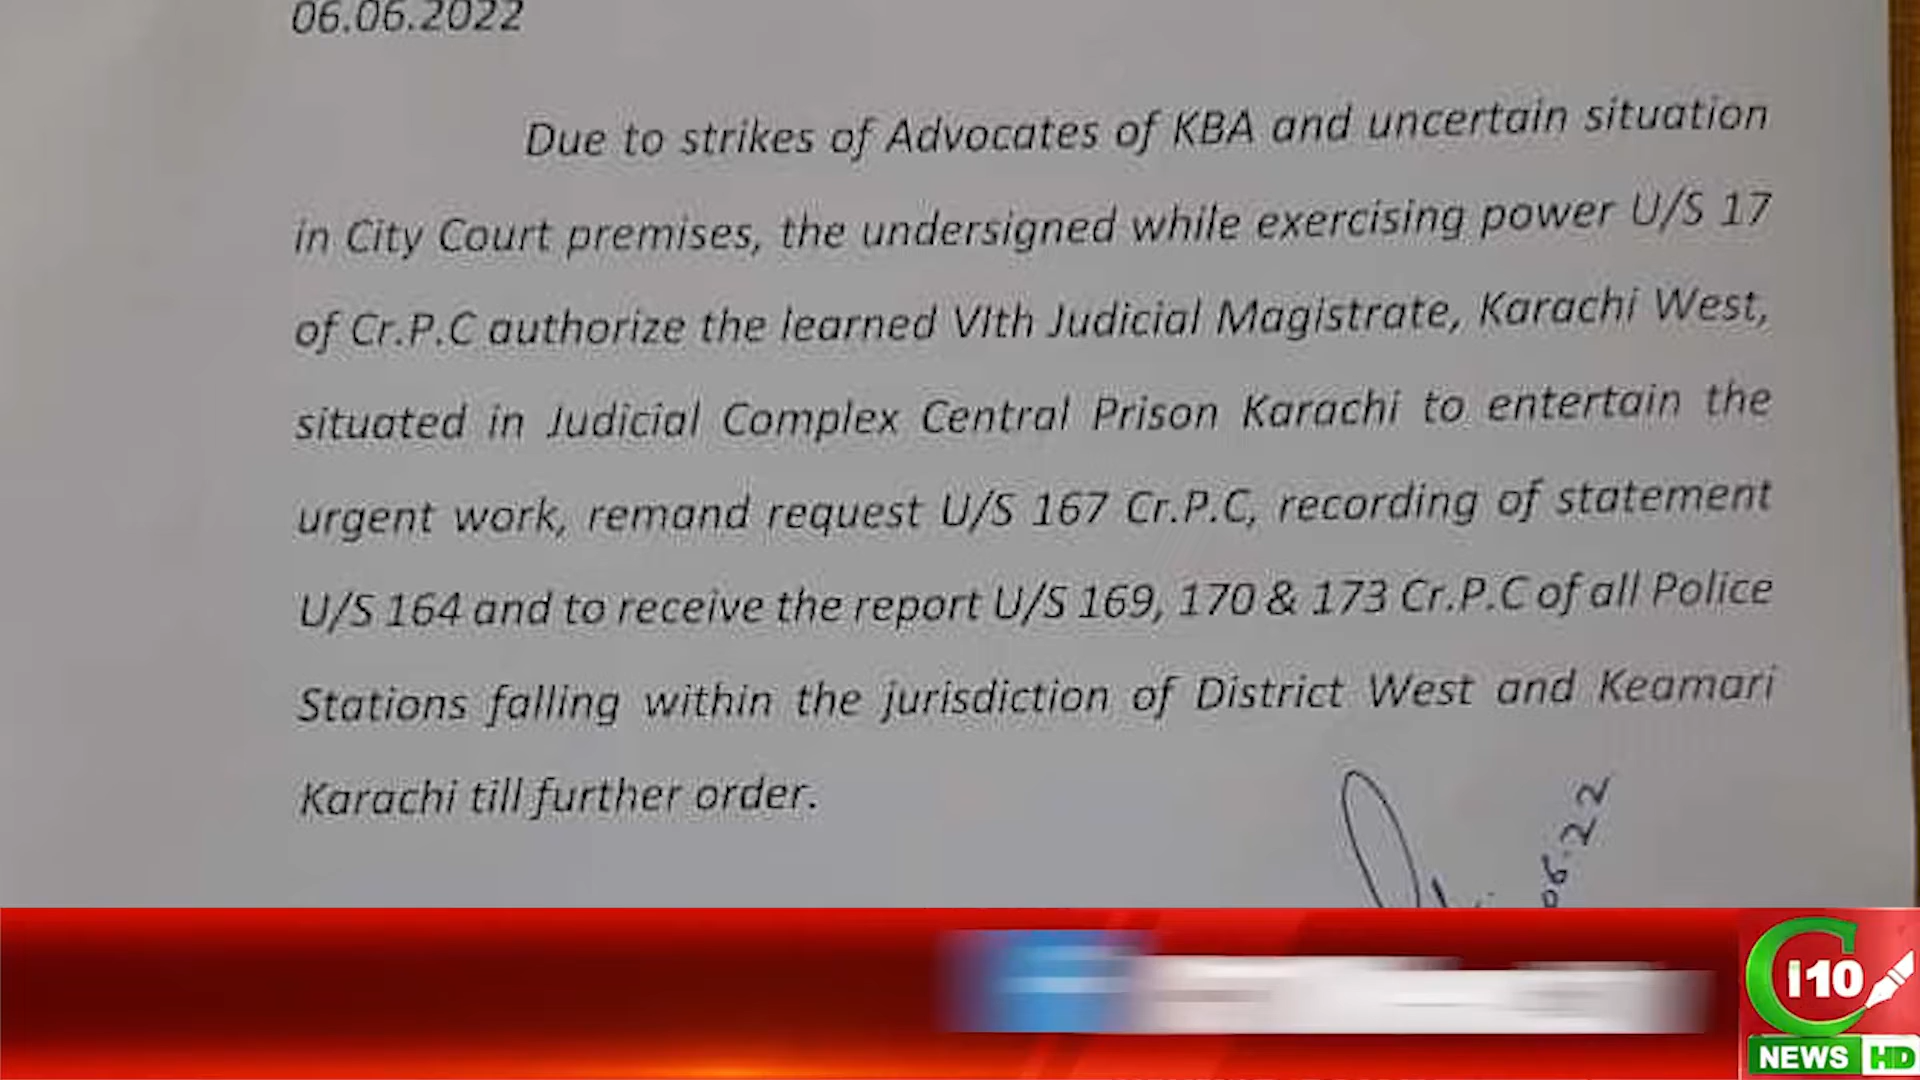 06.06.2022
Due to strikes of Advocates of KBA and uncertain situation
in City Court premises, the undersigned while exercising power U/S 17
of Cr.P.C authorize the learned VIth Judicial Magistrate, Karachi West,
situated in Judicial Complex Central Prison Karachi to entertain the
urgent work, remand request U/S 167 Cr.P.C, recording of statement
U/S 164 and to receive the report U/S 169, 170 & 173 Cr.P.C of all Police
Stations falling within the jurisdiction of District West and Keamari
Karachi till further order.
06.22
Ci10
NEWS HD